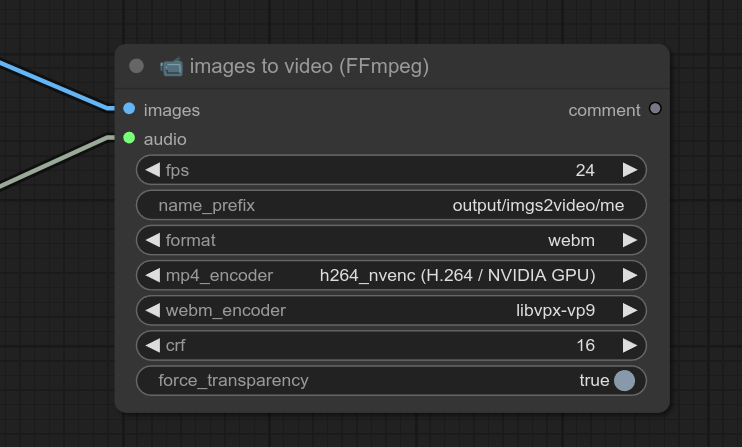 images to video (FFmpeg)
images comment
audio
fps 24
name_prefix output/imgs2video/me
format webm
mp4_encoder h264_nvenc (H.264 / NVIDIA GPU)
webm_encoder libvpx-vp9
crf 16
force_transparency true